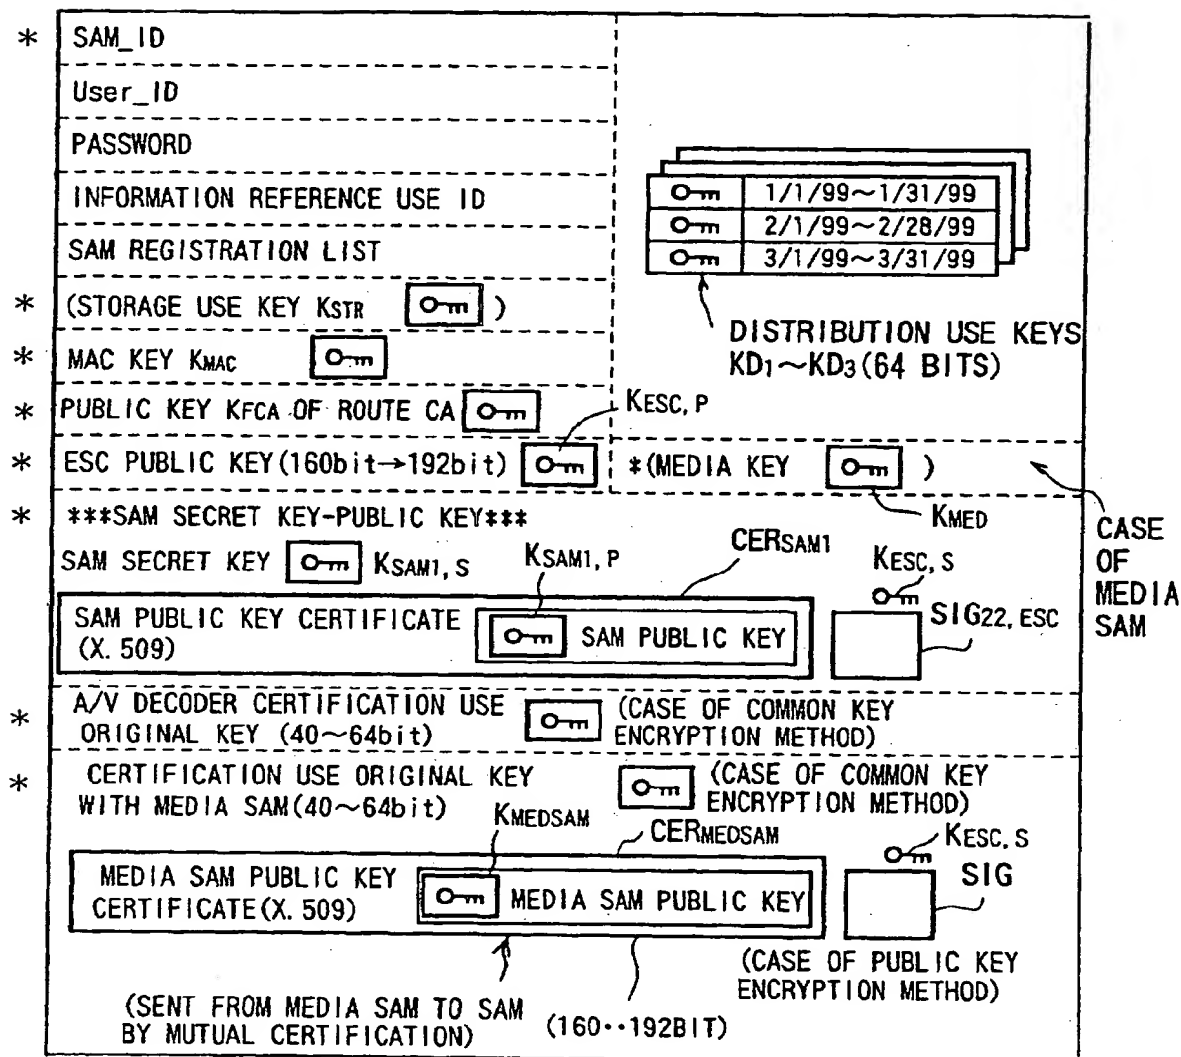 * SAM_ID
User_ID
PASSWORD
INFORMATION REFERENCE USE ID
SAM REGISTRATION LIST
* (STORAGE USE KEY KSTR )
* MAC KEY KMAC
* PUBLIC KEY KFCA OF ROUTE CA
KESC, P
1/1/99~1/31/99
2/1/99~2/28/99
3/1/99~3/31/99
DISTRIBUTION USE KEYS
KD1~KD3(64 BITS)
* ESC PUBLIC KEY(160bit→192bit)
*(MEDIA KEY )
KMED
CASE
OF
MEDIA
SAM
* ***SAM SECRET KEY-PUBLIC KEY***
SAM SECRET KEY KSAM1, S
KSAM1, P
CERSAM1
KESC, S
SAM PUBLIC KEY CERTIFICATE
(X. 509)
SAM PUBLIC KEY
SIG22, ESC
* A/V DECODER CERTIFICATION USE
ORIGINAL KEY (40~64bit)
(CASE OF COMMON KEY
ENCRYPTION METHOD)
* CERTIFICATION USE ORIGINAL KEY
WITH MEDIA SAM(40~64bit)
(CASE OF COMMON KEY
ENCRYPTION METHOD)
KMEDSAM
CERMEDSAM
KESC, S
MEDIA SAM PUBLIC KEY
CERTIFICATE(X. 509)
MEDIA SAM PUBLIC KEY
SIG
(CASE OF PUBLIC KEY
ENCRYPTION METHOD)
(SENT FROM MEDIA SAM TO SAM
BY MUTUAL CERTIFICATION)
(160··192BIT)